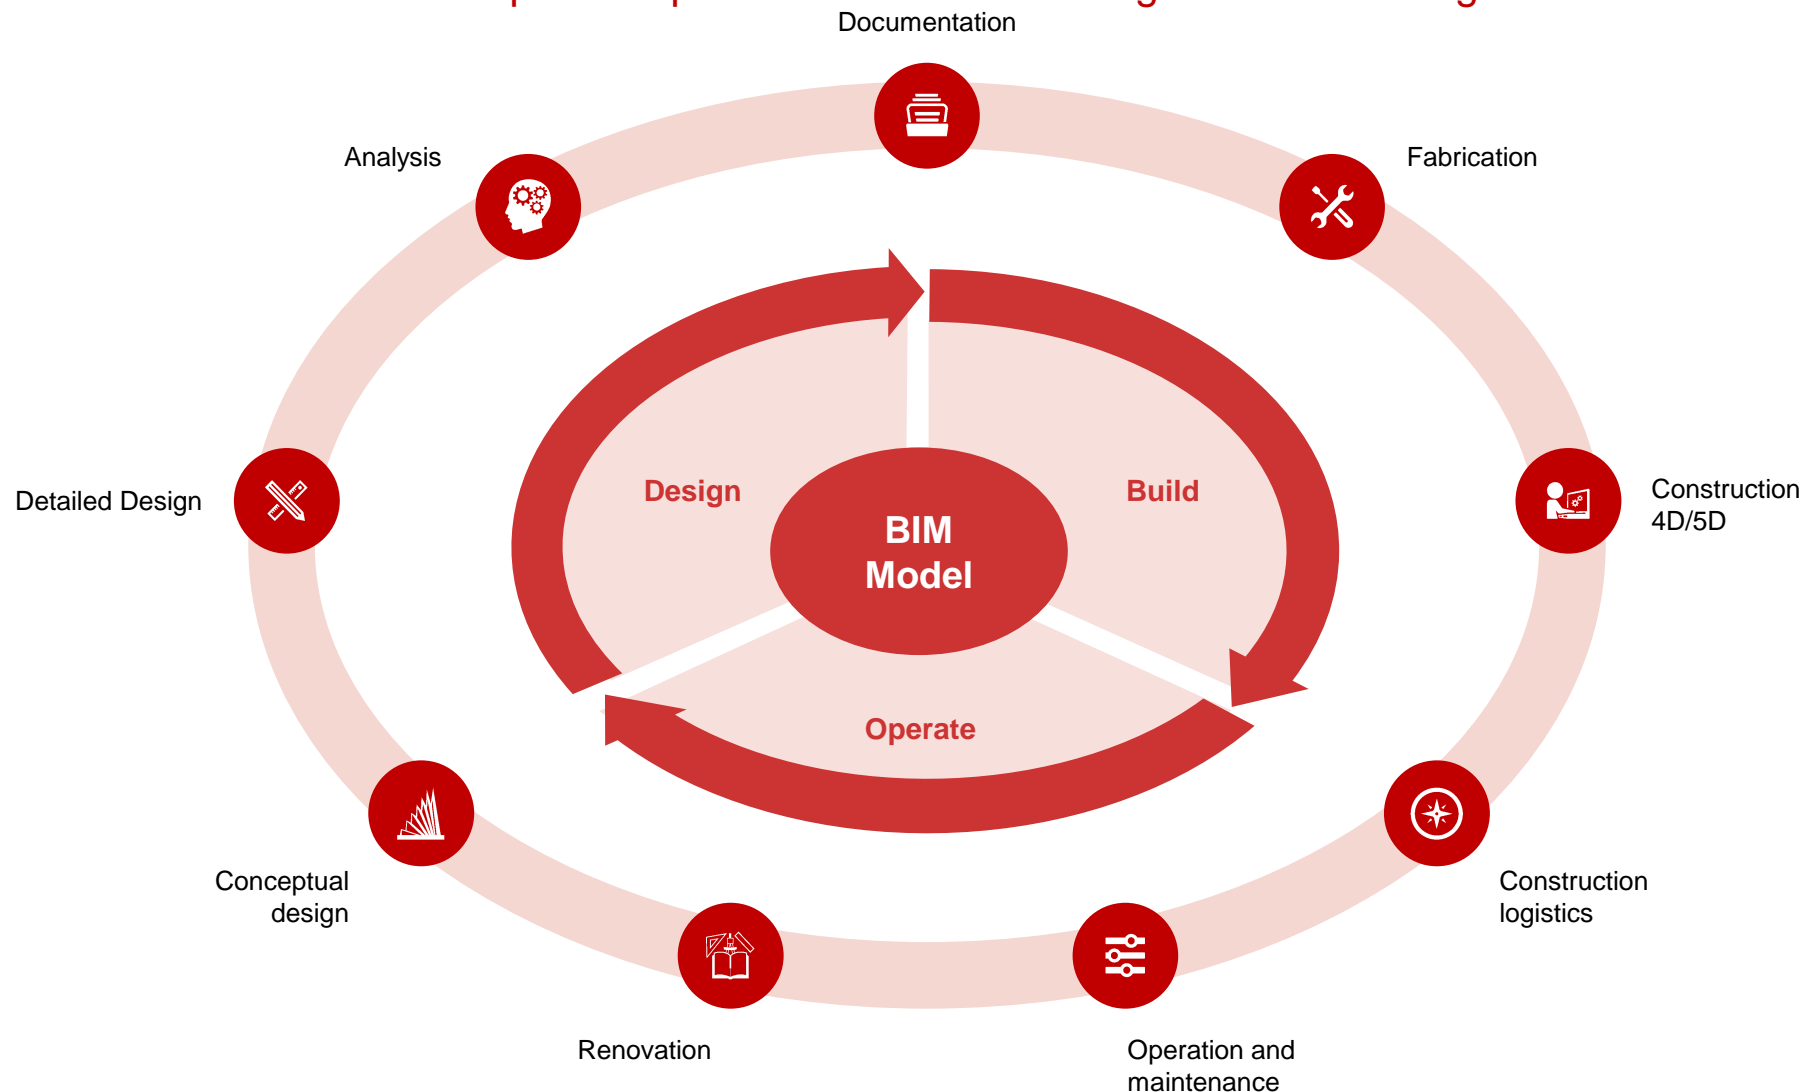 Documentation
Analysis
Fabrication
Detailed Design
Design
Build
Construction
4D/5D
BIM
Model
Operate
Conceptual
design
Construction
logistics
Renovation
Operation and
maintenance